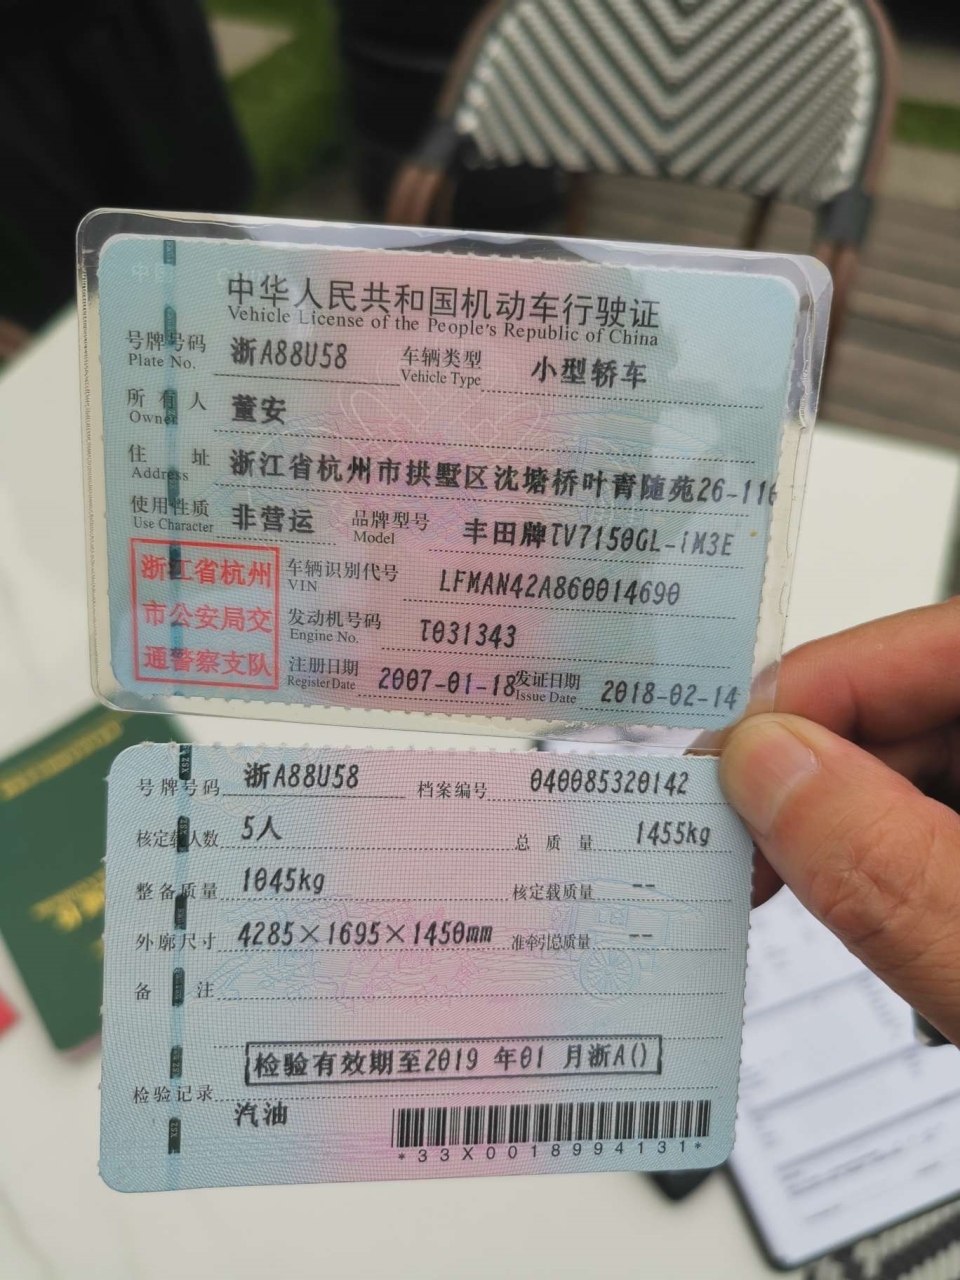 中华人民共和国机动车行驶证
Vehicle License of the People's Republic of China
号牌号码 浙A88U58 车辆类型 小型轿车
Plate No. Vehicle Type
所有人 董安
Owner
住址 浙江省杭州市拱墅区沈塘桥叶青随苑26-116
Address
使用性质 非营运 品牌型号 丰田牌TV7150GL-iM3E
Use Character Model
浙江省杭州
市公安局交
通警察支队
车辆识别代号 LFMAN42A860014690
VIN
发动机号码 T031343
Engine No.
注册日期 2007-01-18 发证日期 2018-02-14
Register Date Issue Date
号牌号码 浙A88U58 档案编号 040085320142
核定载人数 5人 总质量 1455kg
整备质量 1045kg 核定载质量 --
外廓尺寸 4285×1695×1450mm 准牵引总质量 --
备注
检验有效期至2019 年01 月浙A()
检验记录
汽油
*33X0018994131*